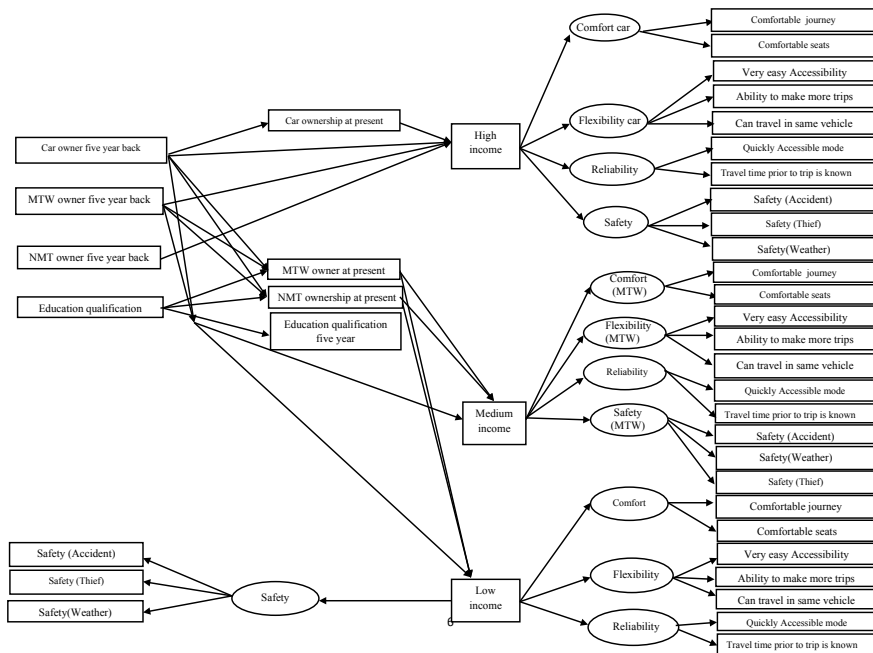 Comfortable journey
Comfort car
Comfortable seats
Very easy Accessibility
Ability to make more trips
Car ownership at present
Flexibility car
Can travel in same vehicle
High
income
Car owner five year back
Quickly Accessible mode
Reliability
Travel time prior to trip is known
MTW owner five year back
Safety (Accident)
Safety
Safety (Thief)
Safety(Weather)
NMT owner five year back
MTW owner at present
Comfort
(MTW)
Comfortable journey
NMT ownership at present
Comfortable seats
Education qualification
Education qualification
five year
Very easy Accessibility
Flexibility
(MTW)
Ability to make more trips
Can travel in same vehicle
Reliability
Quickly Accessible mode
Travel time prior to trip is known
Medium
income
Safety
(MTW)
Safety (Accident)
Safety(Weather)
Safety (Thief)
Comfort
Comfortable journey
Comfortable seats
Safety (Accident)
Very easy Accessibility
Safety (Thief)
Flexibility
Ability to make more trips
Safety
Low
income
6
Can travel in same vehicle
Safety(Weather)
Quickly Accessible mode
Reliability
Travel time prior to trip is known